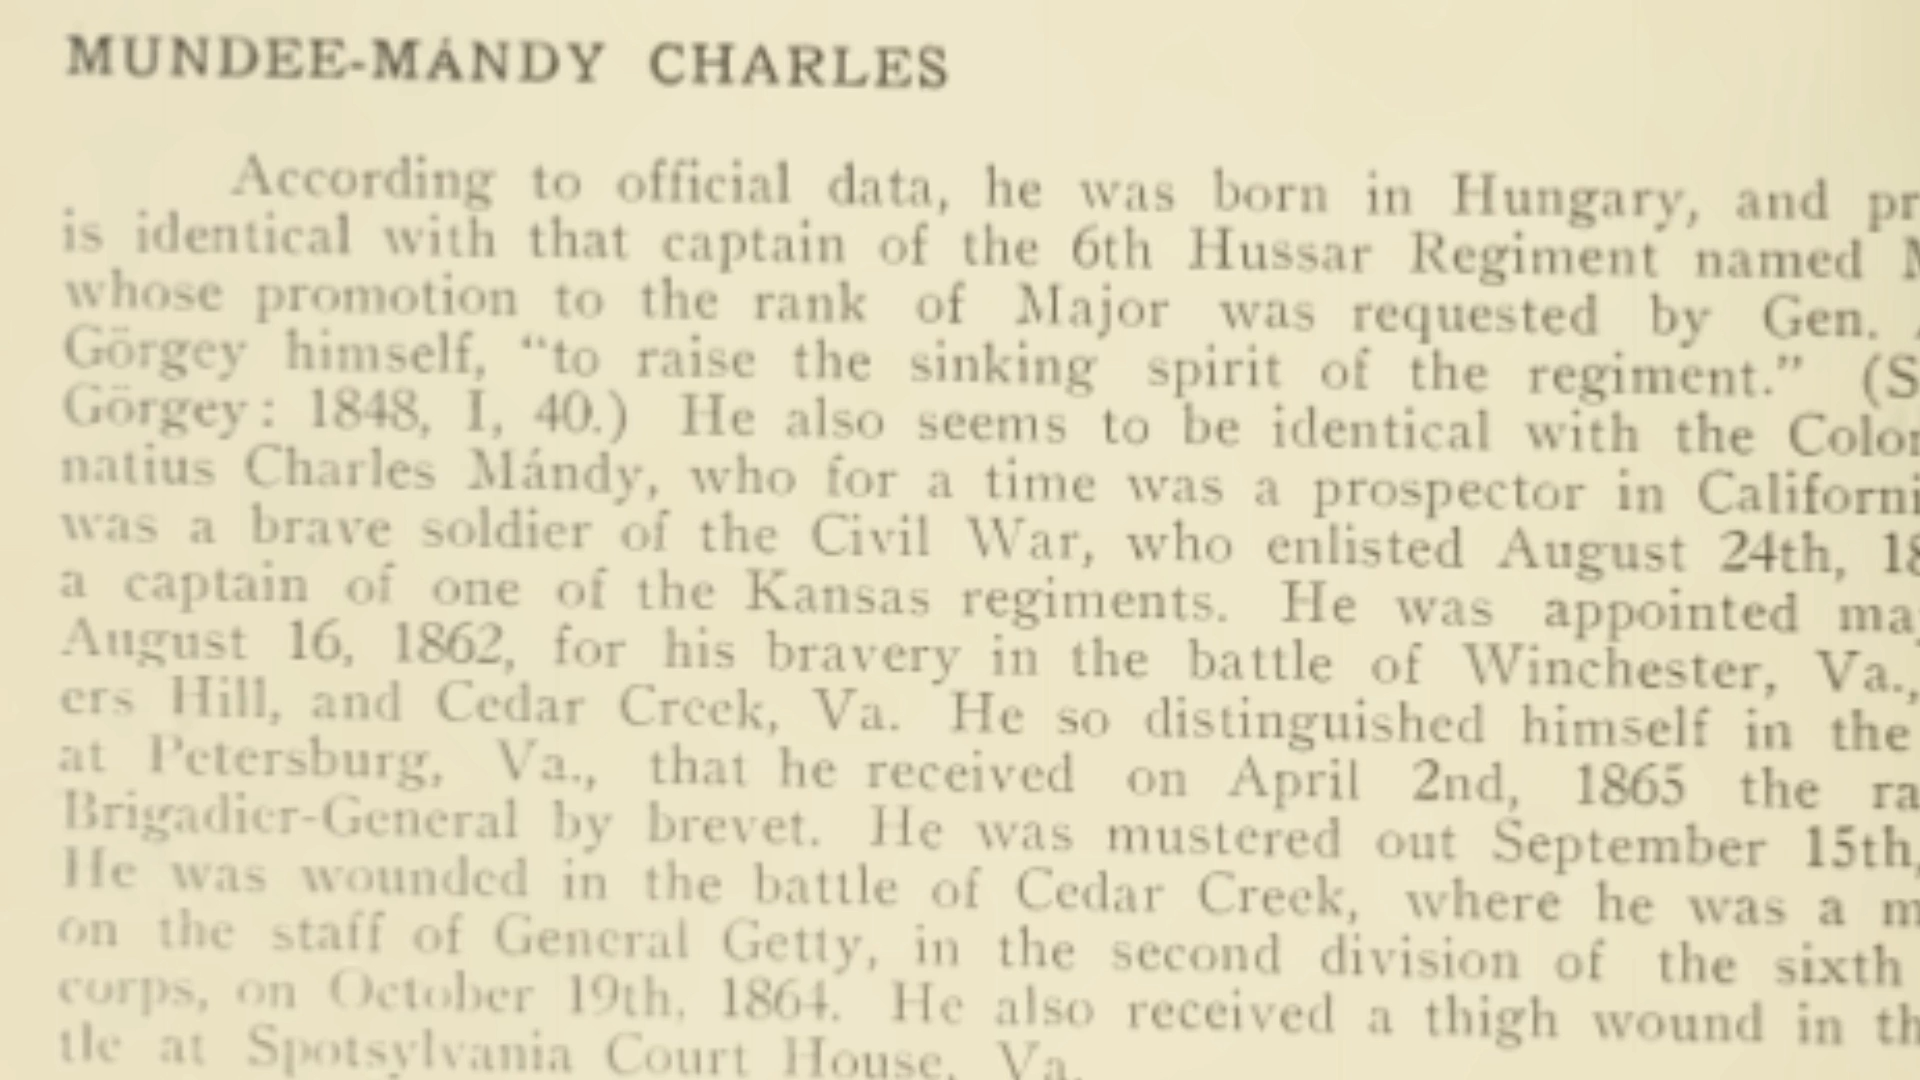 MUNDEE-MÁNDY CHARLES
According to official data, he was born in Hungary, and
is identical with that captain of the 6th Hussar Regiment named
whose promotion to the rank of Major was requested by Gen.
Görgey himself, “to raise the sinking spirit of the regiment.”
Görgey: 1848, I, 40.) He also seems to be identical with the
natius Charles Mándy, who for a time was a prospector in
was a brave soldier of the Civil War, who enlisted August 24th,
a captain of one of the Kansas regiments. He was appointed
August 16, 1862, for his bravery in the battle of Winchester, Va.,
ers Hill, and Cedar Creek, Va. He so distinguished himself in the
at Petersburg, Va., that he received on April 2nd, 1865 the
Brigadier-General by brevet. He was mustered out September 15th,
He was wounded in the battle of Cedar Creek, where he was a
on the staff of General Getty, in the second division of the sixth
corps, on October 19th, 1864. He also received a thigh wound in
tle at Spotsylvania Court House, Va.